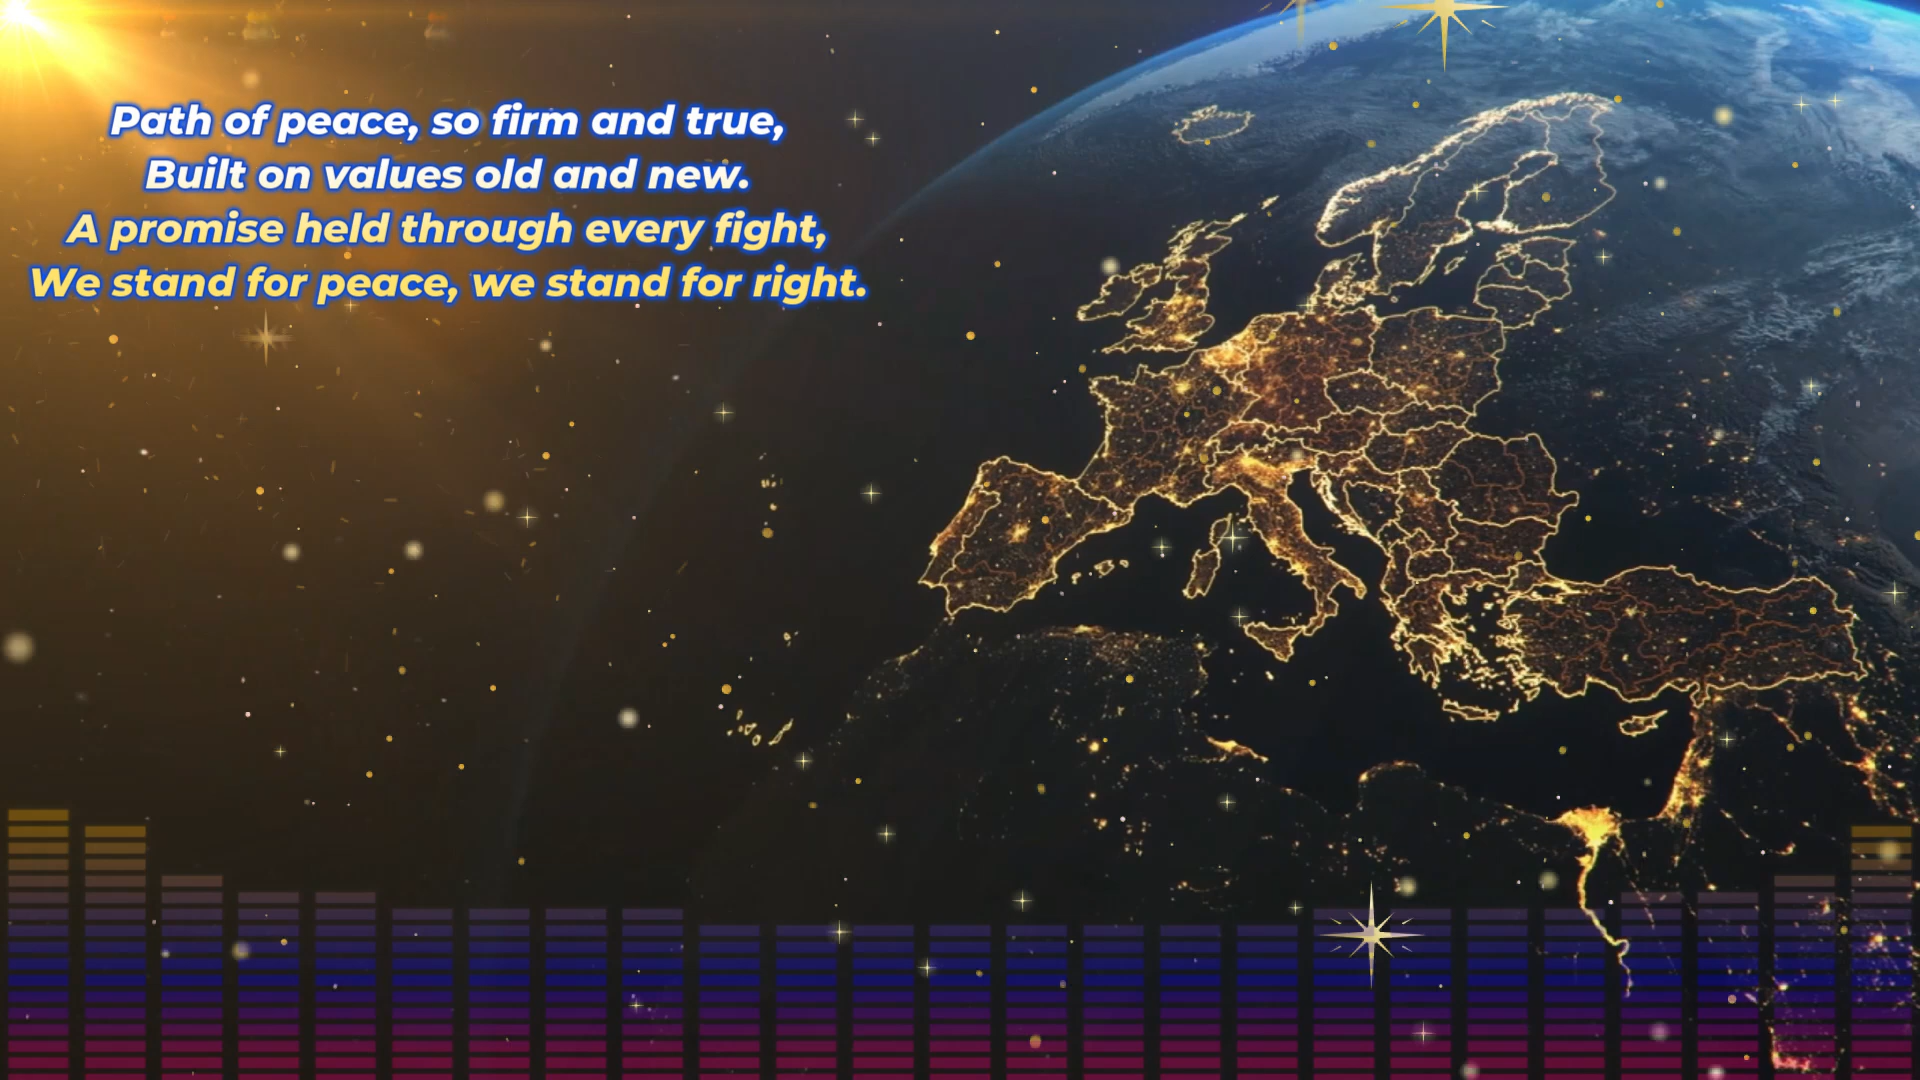 Path of peace, so firm and true,
Built on values old and new.
A promise held through every fight,
We stand for peace, we stand for right.